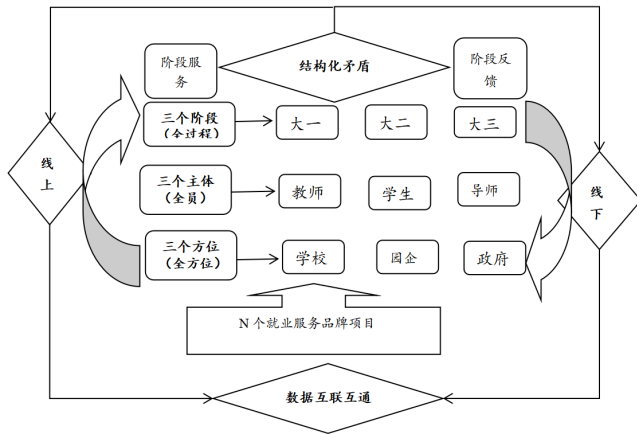 阶段服
务
结构化矛盾
阶段反
馈
三个阶段
（全过程）
大一
大二
大三
线
上
三个主体
（全员）
教师
学生
导师
线
下
三个方位
（全方位）
学校
园企
政府
N 个就业服务品牌项目
数据互联互通